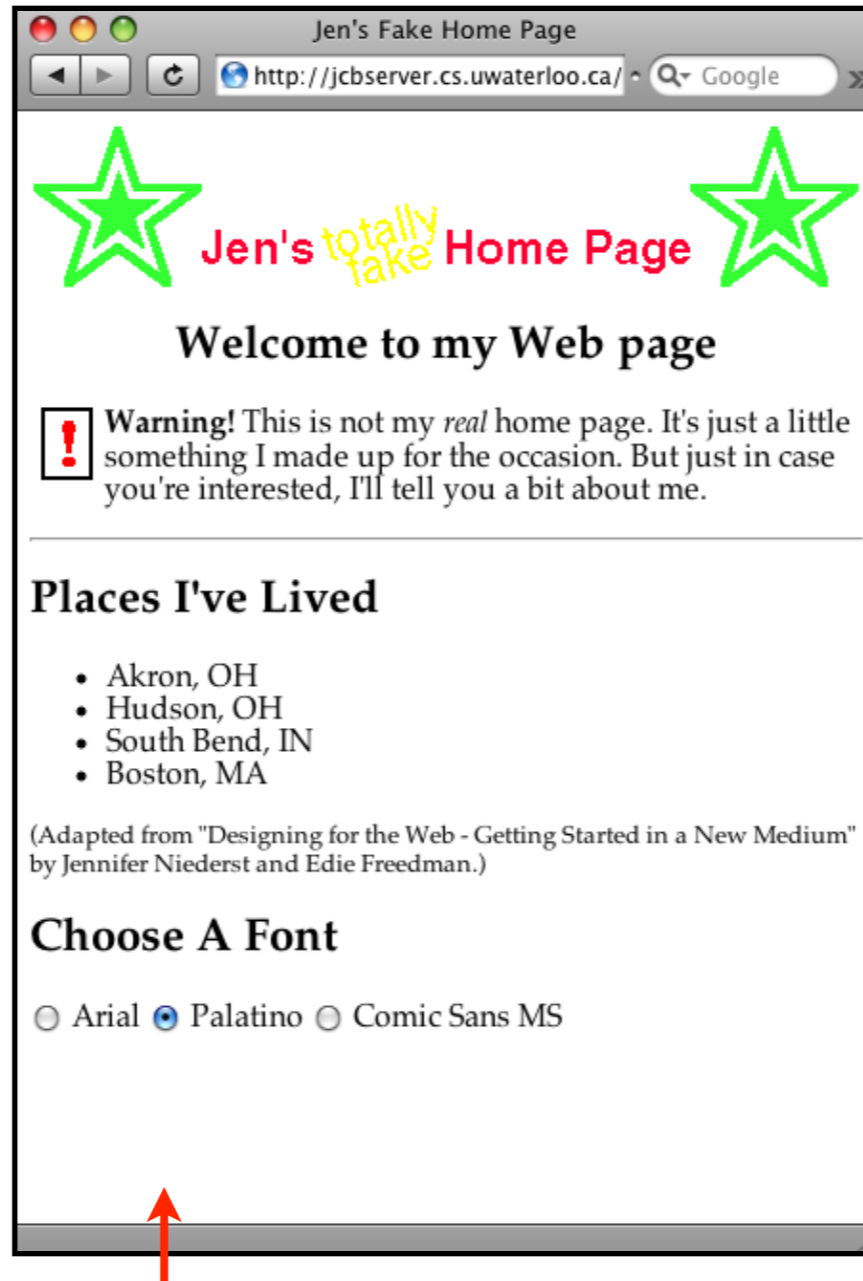 Jen's Fake Home Page
http://jcbserver.cs.uwaterloo.ca/ Google
Jen's totally fake Home Page
Welcome to my Web page
! Warning! This is not my real home page. It's just a little
something I made up for the occasion. But just in case
you're interested, I'll tell you a bit about me.
Places I've Lived
• Akron, OH
• Hudson, OH
• South Bend, IN
• Boston, MA
(Adapted from "Designing for the Web - Getting Started in a New Medium"
by Jennifer Niederst and Edie Freedman.)
Choose A Font
Arial Palatino Comic Sans MS